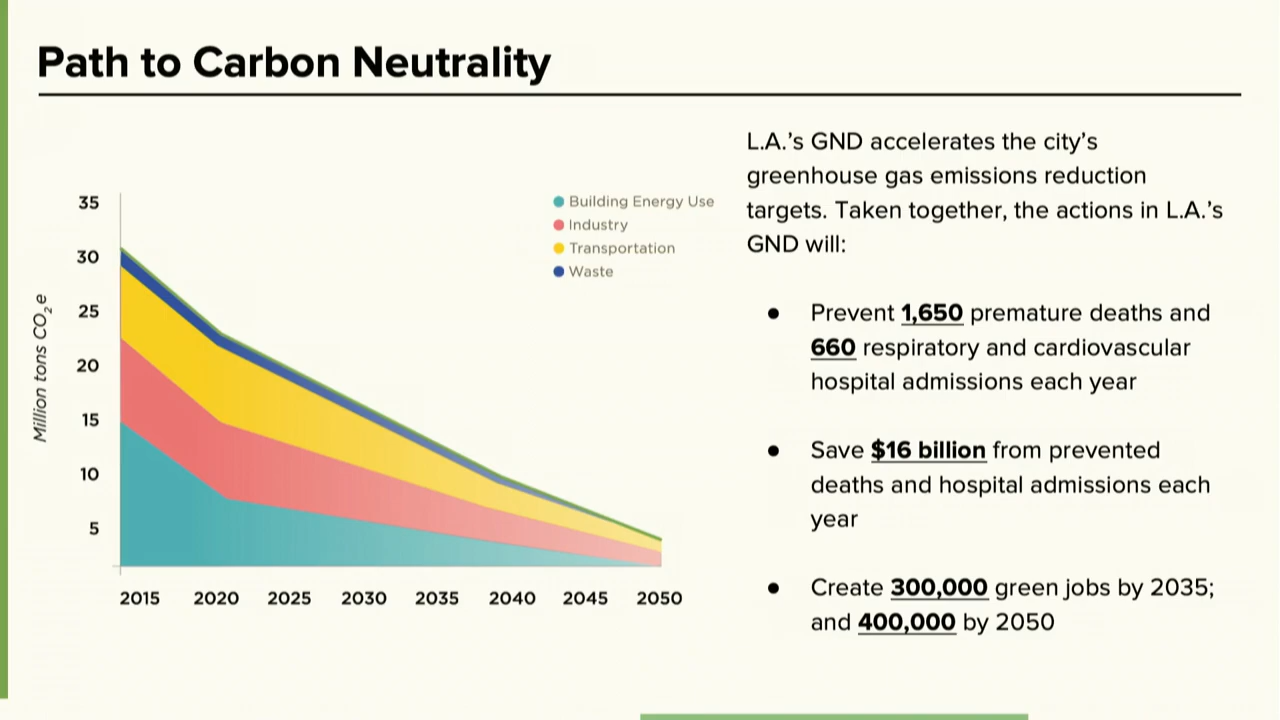 Path to Carbon Neutrality
L.A.’s GND accelerates the city’s
greenhouse gas emissions reduction
targets. Taken together, the actions in L.A.’s
GND will:
● Prevent 1,650 premature deaths and
660 respiratory and cardiovascular
hospital admissions each year
● Save $16 billion from prevented
deaths and hospital admissions each
year
● Create 300,000 green jobs by 2035;
and 400,000 by 2050
Building Energy Use
Industry
Transportation
Waste
Million tons CO₂e
35
30
25
20
15
10
5
2015 2020 2025 2030 2035 2040 2045 2050